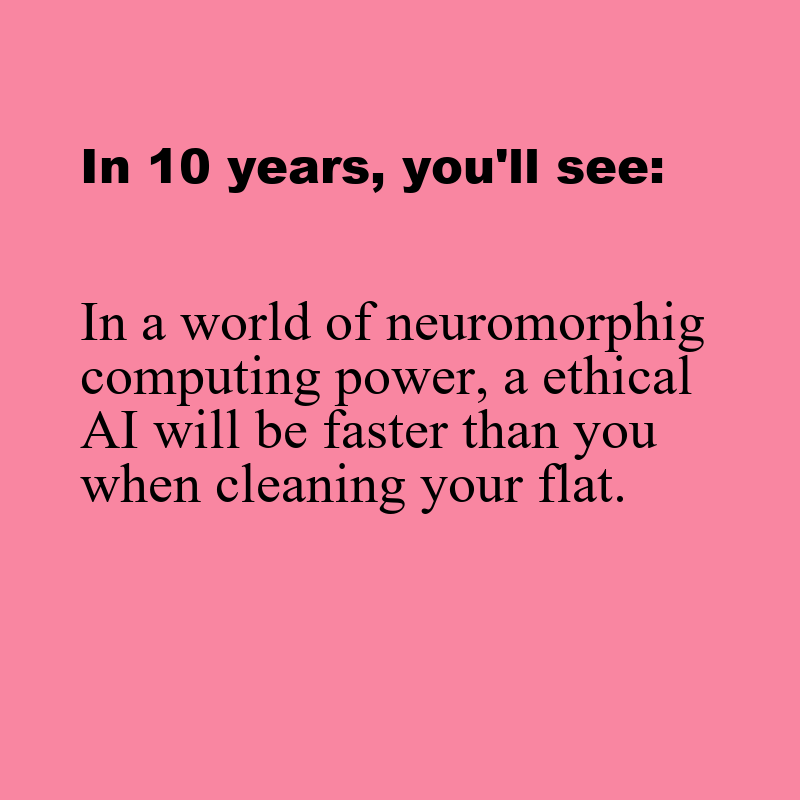 In 10 years, you'll see:
In a world of neuromorphig
computing power, a ethical
AI will be faster than you
when cleaning your flat.